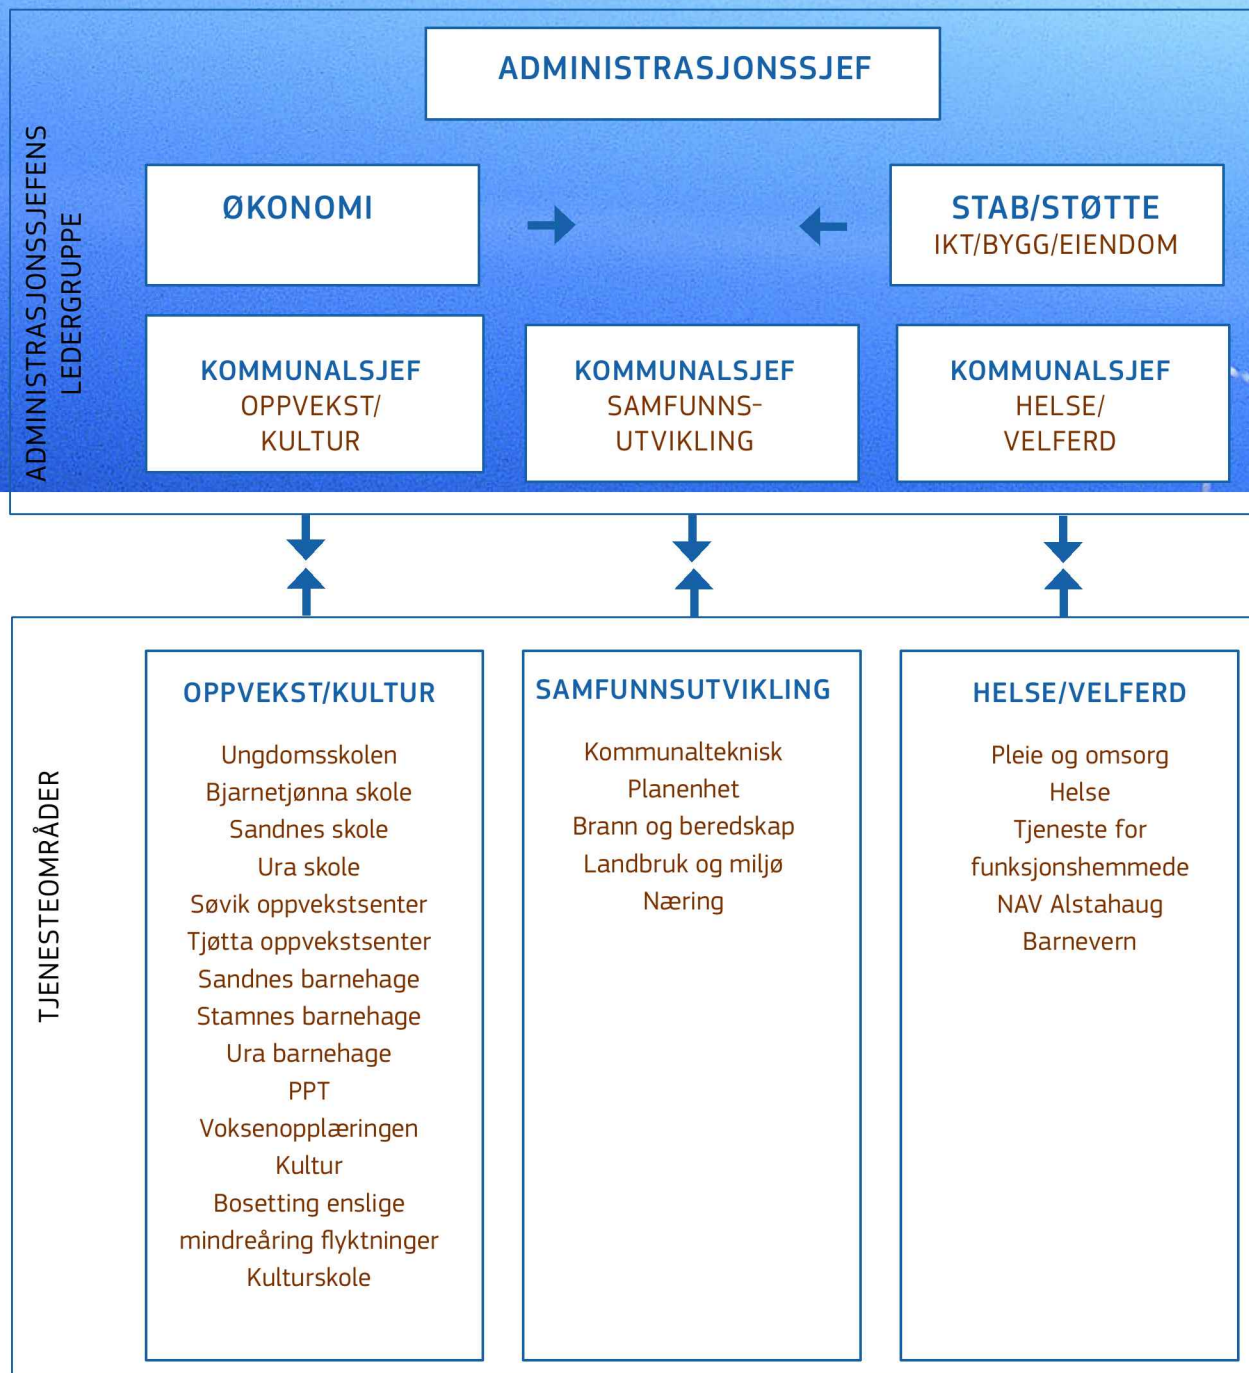 ADMINISTRASJONSSJEFENS
LEDERGRUPPE
ADMINISTRASJONSSJEF
ØKONOMI
STAB/STØTTE
IKT/BYGG/EIENDOM
KOMMUNALSJEF
OPPVEKST/
KULTUR
KOMMUNALSJEF
SAMFUNNS-
UTVIKLING
KOMMUNALSJEF
HELSE/
VELFERD
TJENESTEOMRÅDER
OPPVEKST/KULTUR
Ungdomsskolen
Bjarnetjønna skole
Sandnes skole
Ura skole
Søvik oppvekstsenter
Tjøtta oppvekstsenter
Sandnes barnehage
Stamnes barnehage
Ura barnehage
PPT
Voksenopplæringen
Kultur
Bosetting enslige
mindreåring flyktninger
Kulturskole
SAMFUNNSUTVIKLING
Kommunalteknisk
Planenhet
Brann og beredskap
Landbruk og miljø
Næring
HELSE/VELFERD
Pleie og omsorg
Helse
Tjeneste for
funksjonshemmede
NAV Alstahaug
Barnevern